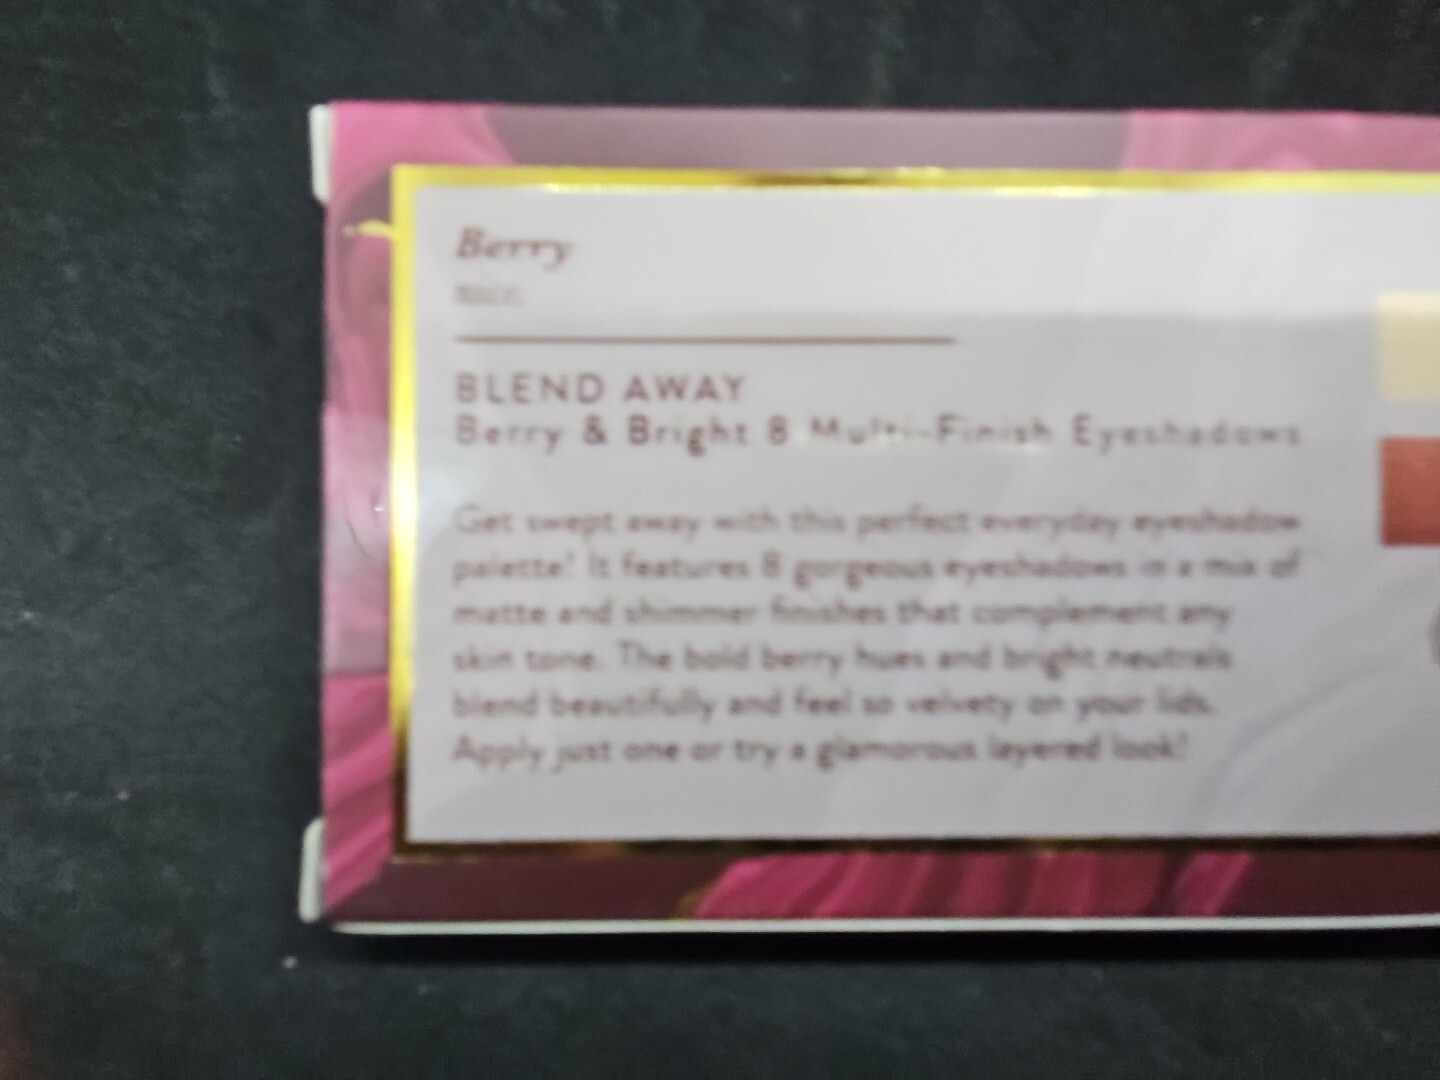 Berry
nice.
BLEND AWAY
Berry & Bright 8 Multi-Finish Eyeshadows
Get swept away with this perfect everyday eyeshadow
palette! It features 8 gorgeous eyeshadows in a mix of
matte and shimmer finishes that complement any
skin tone. The bold berry hues and bright neutrals
blend beautifully and feel so velvety on your lids.
Apply just one or try a glamorous layered look!